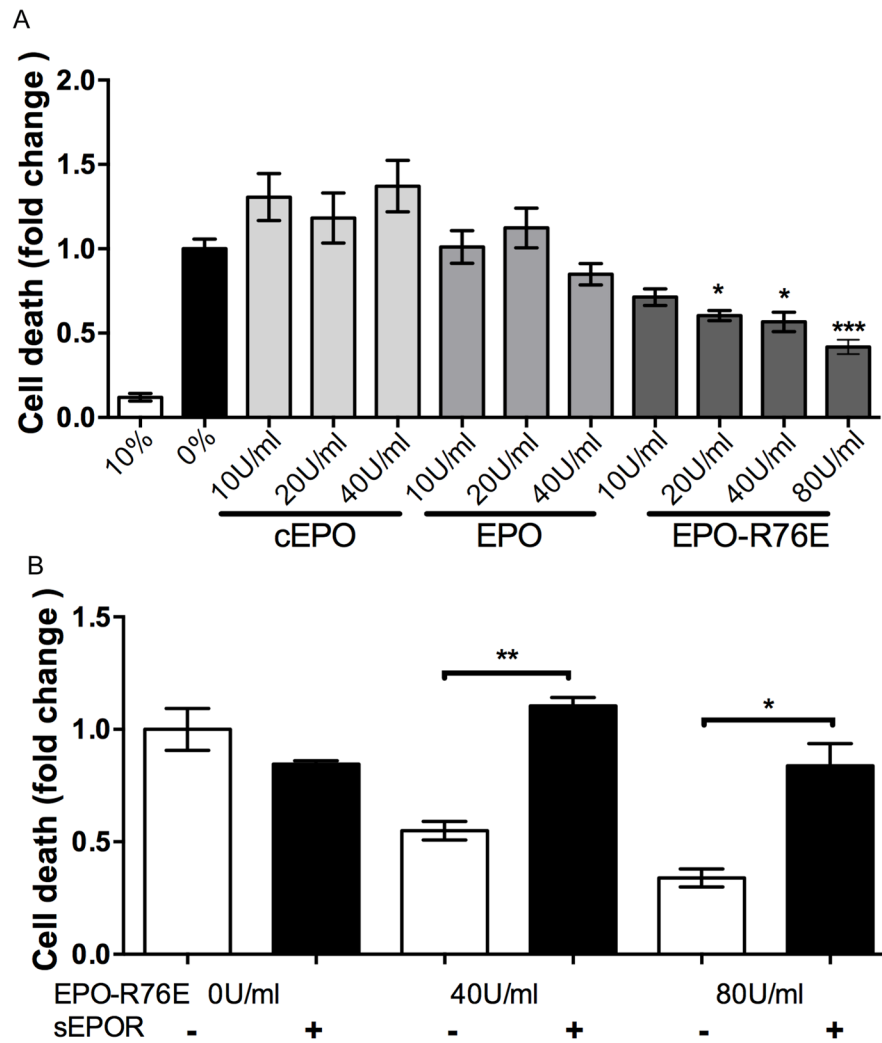 A
Cell death (fold change )
2.0
1.5
1.0
0.5
0.0
*
*
***
10%
0%
10U/ml
20U/ml
40U/ml
10U/ml
20U/ml
40U/ml
10U/ml
20U/ml
40U/ml
80U/ml
cEPO
EPO
EPO-R76E
B
Cell death (fold change )
1.5
1.0
0.5
0.0
**
*
EPO-R76E 0U/ml 40U/ml 80U/ml
sEPOR - + - + - +